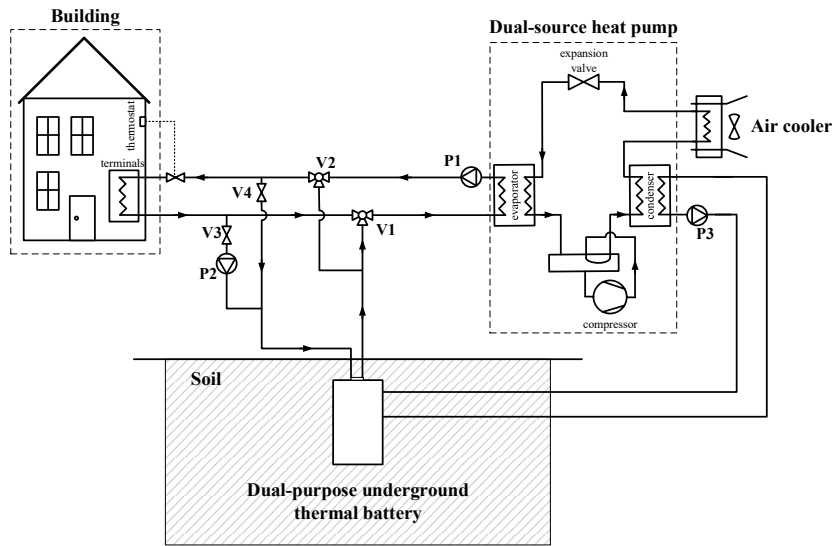 Building
Dual-source heat pump
expansion
valve
thermostat
Air cooler
terminals
V2
P1
V4
evaporator
condenser
V1
V3
P3
P2
compressor
Soil
Dual-purpose underground
thermal battery